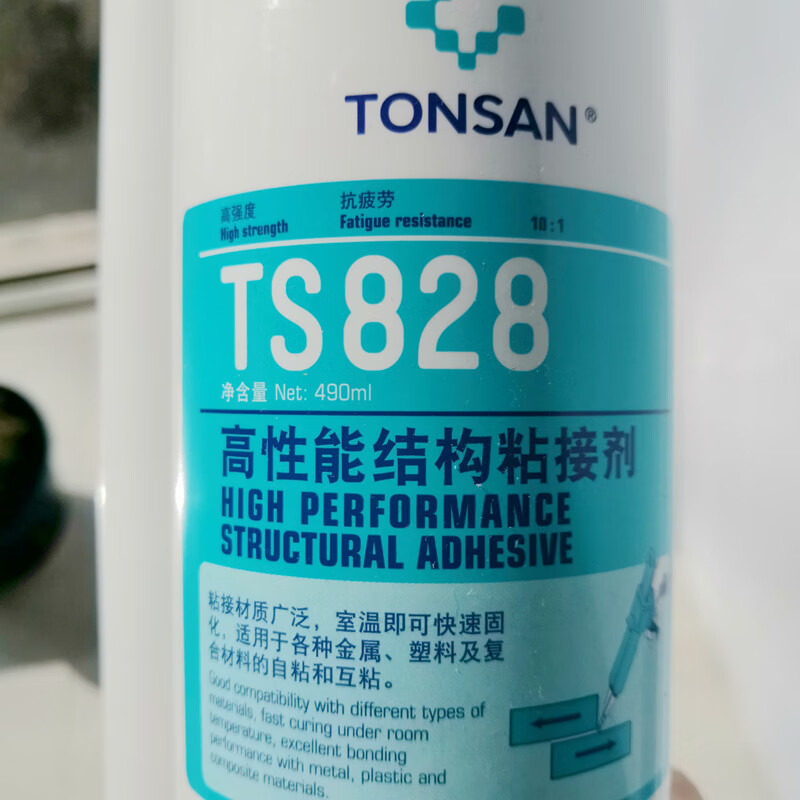 TONSAN®
高强度 抗疲劳
High strength Fatigue resistance 10:1
TS828
净含量 Net: 490ml
高性能结构粘接剂
HIGH PERFORMANCE
STRUCTURAL ADHESIVE
粘接材质广泛，室温即可快速固
化，适用于各种金属、塑料及复
合材料的自粘和互粘。
Good compatibility with different types of
materials, fast curing under room
temperature, excellent bonding
performance with metal, plastic and
composite materials.